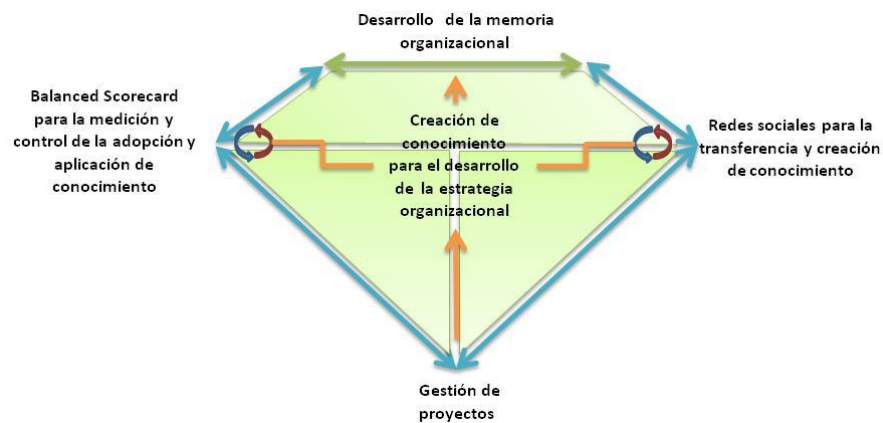 Desarrollo de la memoria
organizacional
Balanced Scorecard
para la medición y
control de la adopción y
aplicación de
conocimiento
Creación de
conocimiento
para el desarrollo
de la estrategia
organizacional
Redes sociales para la
transferencia y creación
de conocimiento
Gestión de
proyectos